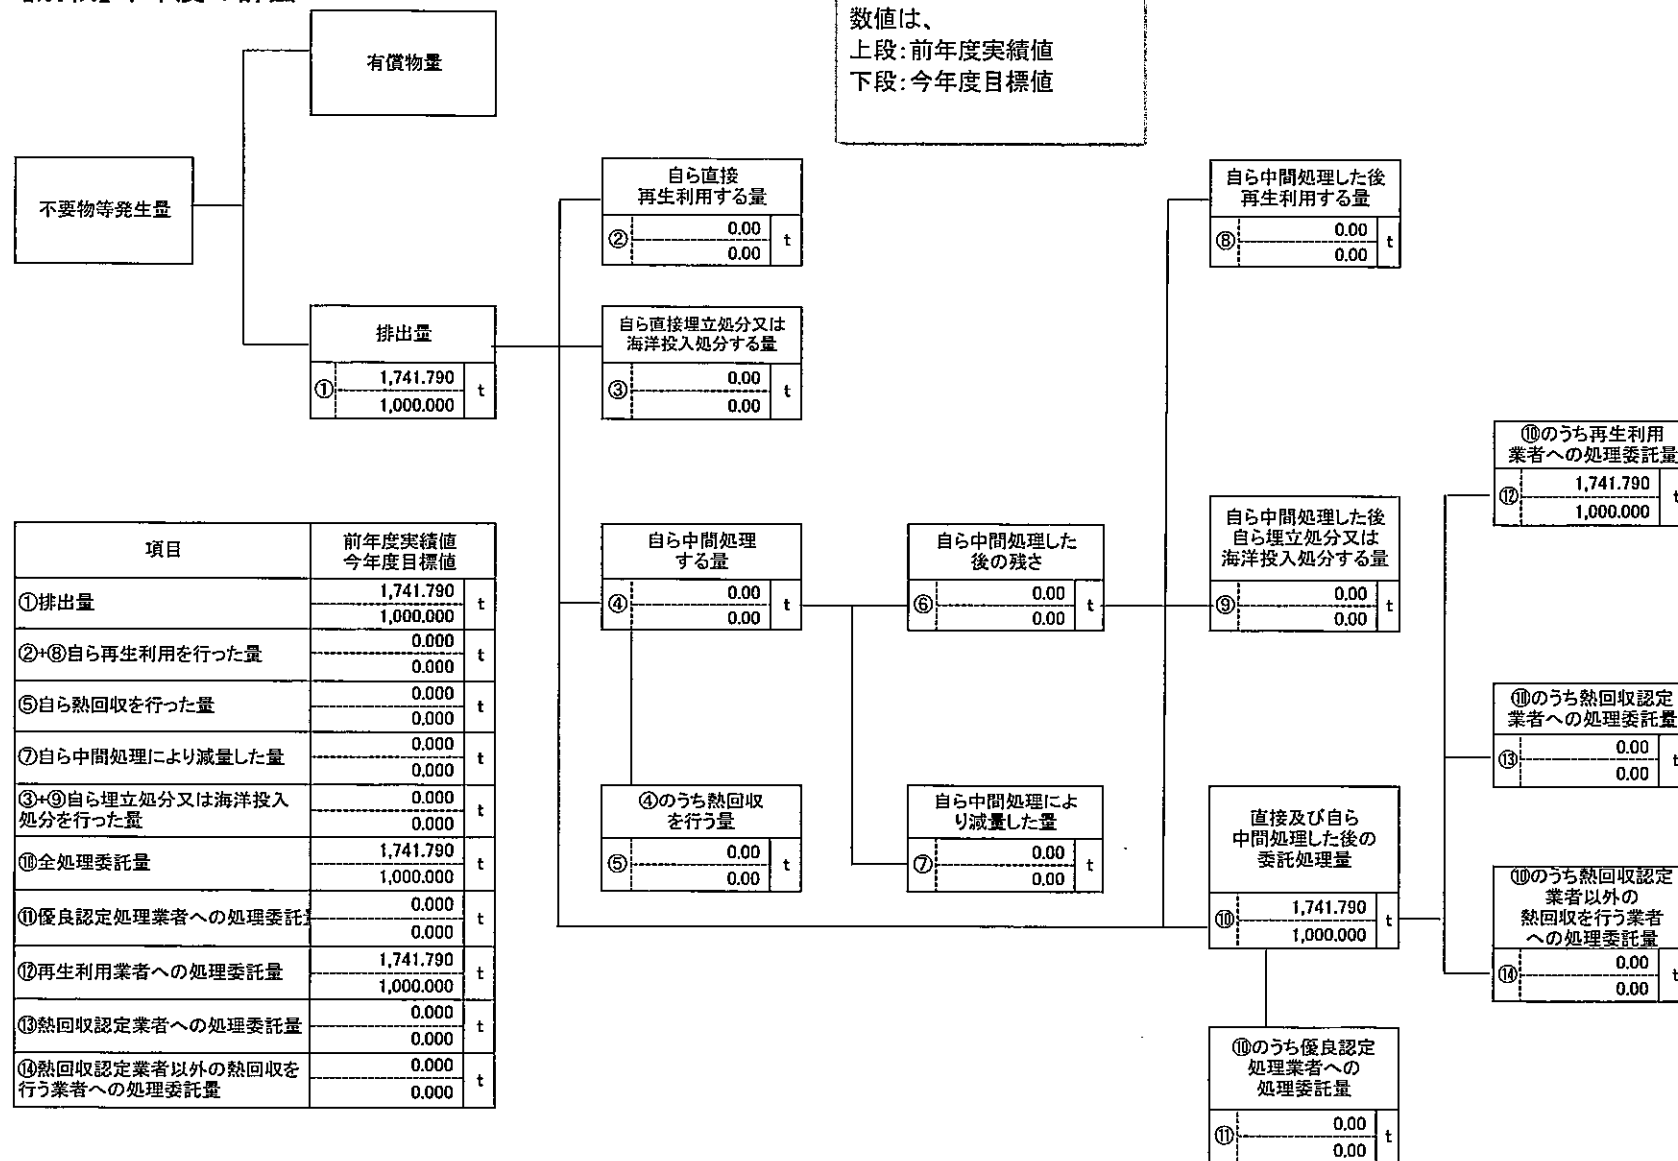 数値は、
上段:前年度実績値
下段:今年度目標値
有償物量
不要物等発生量
排出量
① 1,741.790 t
1,000.000
自ら直接
再生利用する量
② 0.00 t
0.00
自ら直接埋立処分又は
海洋投入処分する量
③ 0.00 t
0.00
自ら中間処理
する量
④ 0.00 t
0.00
④のうち熱回収
を行う量
⑤ 0.00 t
0.00
自ら中間処理した
後の残さ
⑥ 0.00 t
0.00
自ら中間処理によ
り減量した量
⑦ 0.00 t
0.00
自ら中間処理した後
再生利用する量
⑧ 0.00 t
0.00
自ら中間処理した後
自ら埋立処分又は
海洋投入処分する量
⑨ 0.00 t
0.00
直接及び自ら
中間処理した後の
委託処理量
⑩ 1,741.790 t
1,000.000
⑩のうち優良認定
処理業者への
処理委託量
⑪ 0.00 t
0.00
⑩のうち再生利用
業者への処理委託量
⑫ 1,741.790 t
1,000.000
⑩のうち熱回収認定
業者への処理委託量
⑬ 0.00 t
0.00
⑩のうち熱回収認定
業者以外の
熱回収を行う業者
への処理委託量
⑭ 0.00 t
0.00
項目 前年度実績値
今年度目標値
①排出量 1,741.790 t
1,000.000
②+⑧自ら再生利用を行った量 0.000 t
0.000
⑤自ら熱回収を行った量 0.000 t
0.000
⑦自ら中間処理により減量した量 0.000 t
0.000
③+⑨自ら埋立処分又は海洋投入
処分を行った量 0.000 t
0.000
⑩全処理委託量 1,741.790 t
1,000.000
⑪優良認定処理業者への処理委託 0.000 t
0.000
⑫再生利用業者への処理委託量 1,741.790 t
1,000.000
⑬熱回収認定業者への処理委託量 0.000 t
0.000
⑭熱回収認定業者以外の熱回収を
行う業者への処理委託量 0.000 t
0.000